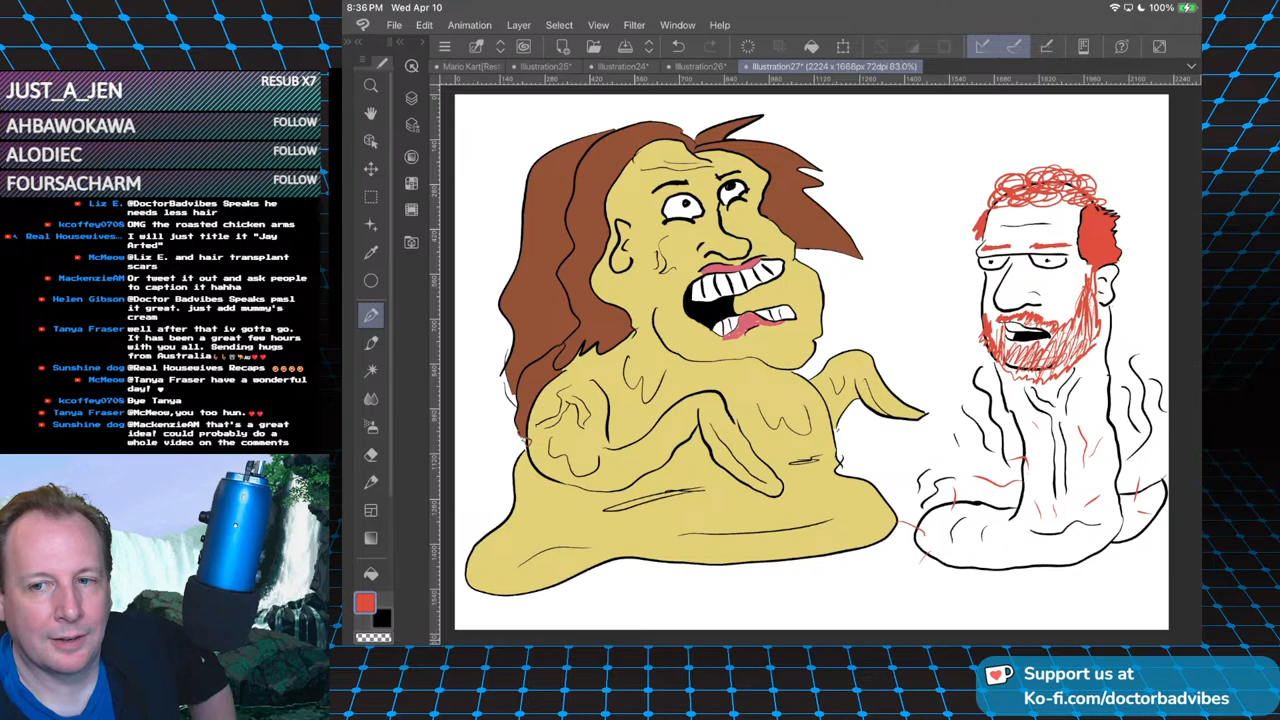 8:36PM Wed Apr 10
100%
File Edit Animation Layer Select View Filter Window Help
Illustration25* Illustration24* Illustration26* Illustration27* (2224 x 1668px 72dpi 83.0%)
JUST_A_JEN RESUB X7
AHBAWOKAWA FOLLOW
ALODIEC FOLLOW
FOURSACHARM FOLLOW
Liz E. @DoctorBadvibes Speaks he
needs less hair
kcoffey0708 OMG the roasted chicken arms
Real Housewives... I will just title it "Jay
Arted"
McMeow @Liz E. and hair transplant
scars
MackenzieAM Or tweet it out and ask people
to caption it hahha
Helen Gibson @Doctor Badvibes Speaks pmsl
it great. just add mummy's
cream
Tanya Fraser well after that iv gotta go.
It has been a great few hours
with you all. Sending hugs
from Australia
Sunshine dog @Real Housewives Recaps
McMeow @Tanya Fraser have a wonderful
day!
kcoffey0708 Bye Tanya
Tanya Fraser @McMeow,you too hun.
Sunshine dog @MackenzieAM that's a great
idea! could probably do a
whole video on the comments
Support us at
Ko-fi.com/doctorbadvibes